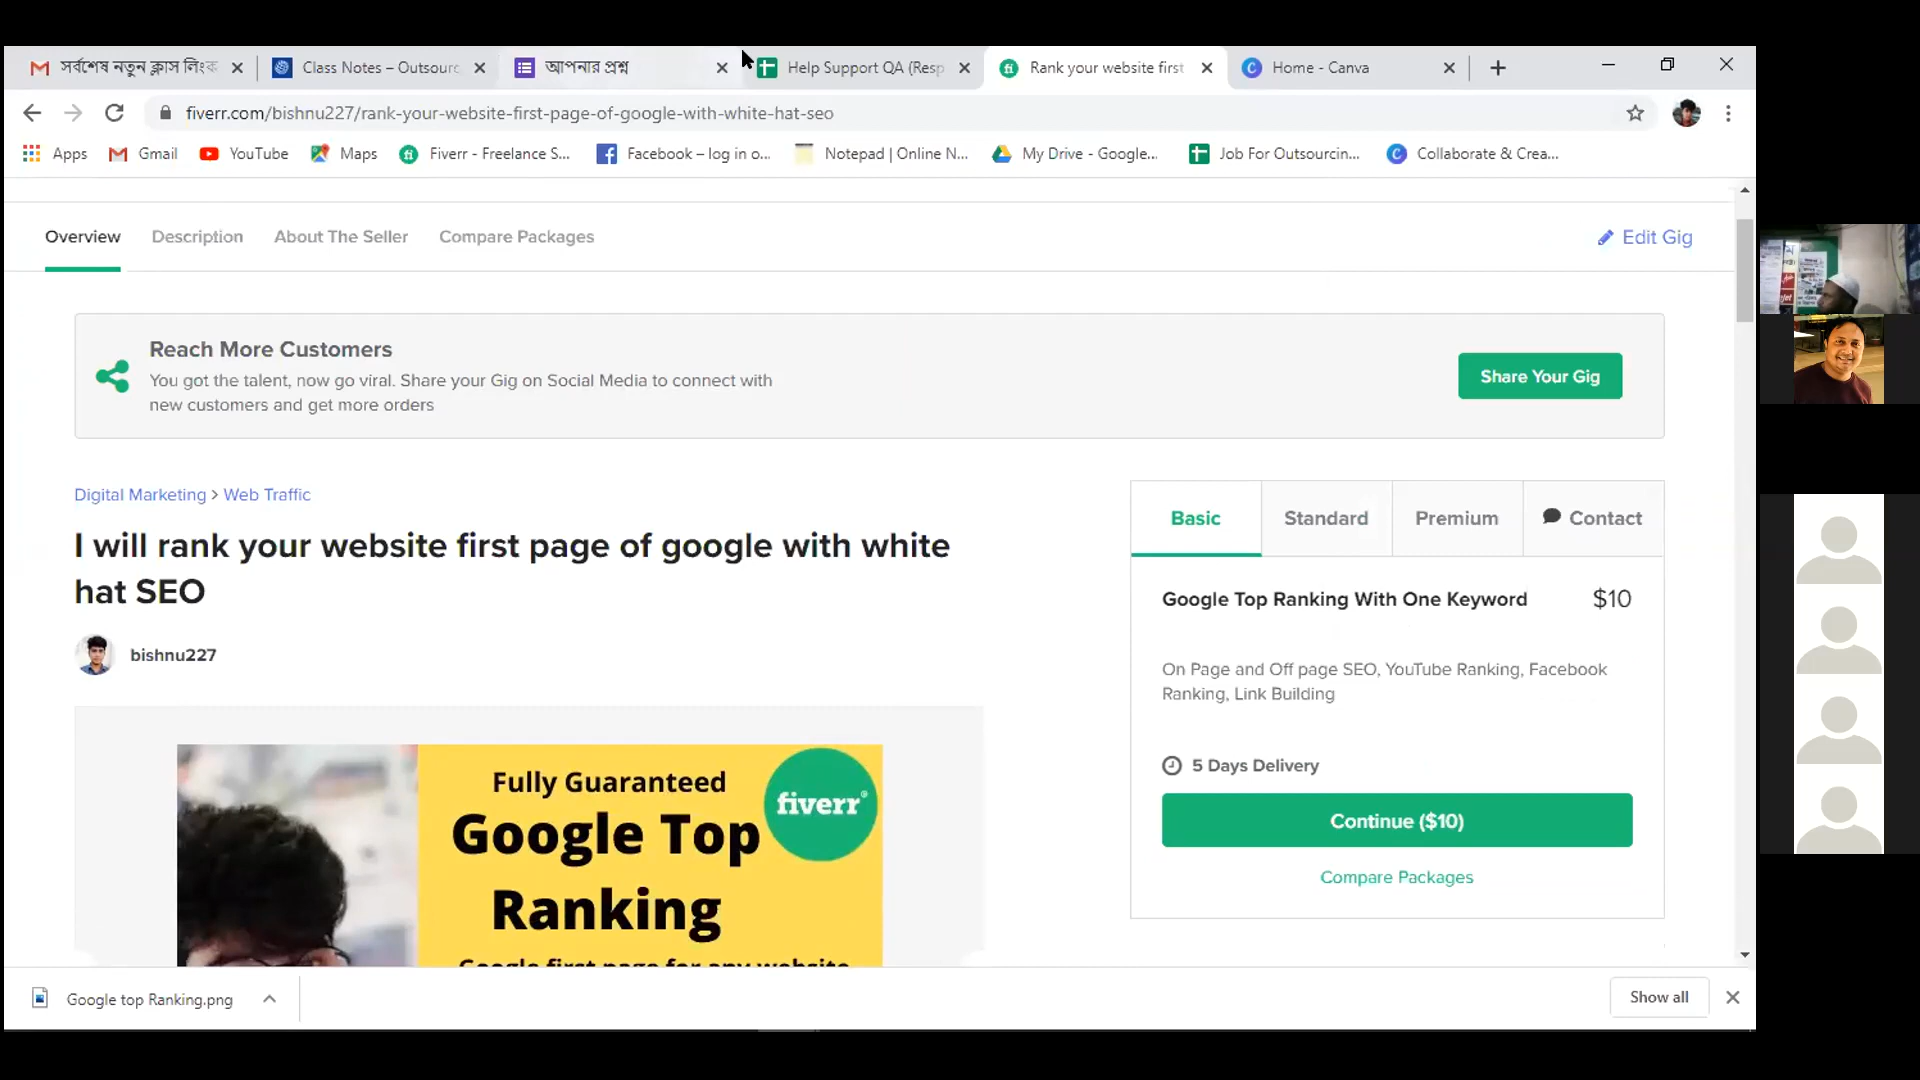 সর্বশেষ নতুন ক্লাস লিংক
Class Notes – Outsourc
আপনার প্রশ্ন
Help Support QA (Resp
Rank your website first
Home - Canva
fiverr.com/bishnu227/rank-your-website-first-page-of-google-with-white-hat-seo
Apps
Gmail
YouTube
Maps
Fiverr - Freelance S...
Facebook – log in o...
Notepad | Online N...
My Drive - Google...
Job For Outsourcin...
Collaborate & Crea...
Overview
Description
About The Seller
Compare Packages
Edit Gig
Reach More Customers
You got the talent, now go viral. Share your Gig on Social Media to connect with
new customers and get more orders
Share Your Gig
Digital Marketing > Web Traffic
I will rank your website first page of google with white
hat SEO
bishnu227
Basic
Standard
Premium
Contact
Google Top Ranking With One Keyword $10
On Page and Off page SEO, YouTube Ranking, Facebook
Ranking, Link Building
5 Days Delivery
Continue ($10)
Compare Packages
Fully Guaranteed
fiverr®
Google Top
Ranking
Google first page for any website
Google top Ranking.png
Show all